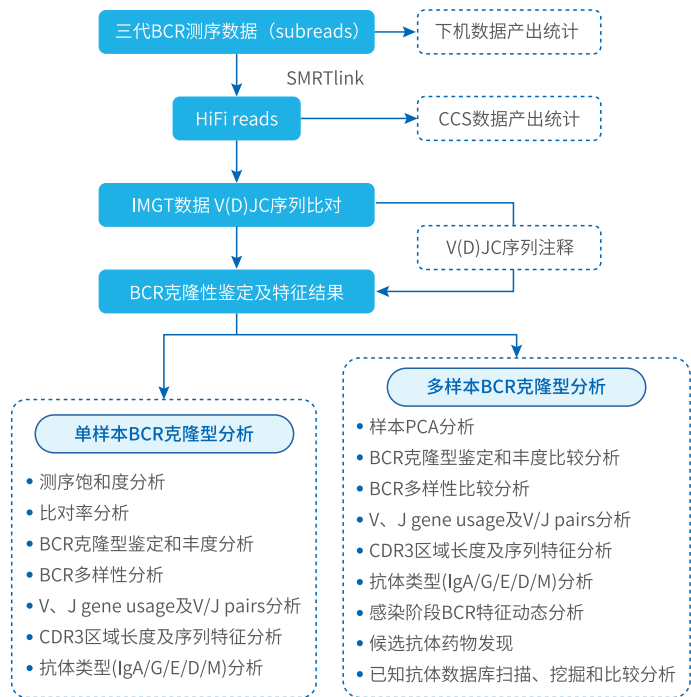 三代BCR测序数据（subreads）
下机数据产出统计
SMRTlink
HiFi reads
CCS数据产出统计
IMGT数据 V(D)JC序列比对
V(D)JC序列注释
BCR克隆性鉴定及特征结果
单样本BCR克隆型分析
• 测序饱和度分析
• 比对率分析
• BCR克隆型鉴定和丰度分析
• BCR多样性分析
• V、J gene usage及V/J pairs分析
• CDR3区域长度及序列特征分析
• 抗体类型(IgA/G/E/D/M)分析
多样本BCR克隆型分析
• 样本PCA分析
• BCR克隆型鉴定和丰度比较分析
• BCR多样性比较分析
• V、J gene usage及V/J pairs分析
• CDR3区域长度及序列特征分析
• 抗体类型(IgA/G/E/D/M)分析
• 感染阶段BCR特征动态分析
• 候选抗体药物发现
• 已知抗体数据库扫描、挖掘和比较分析